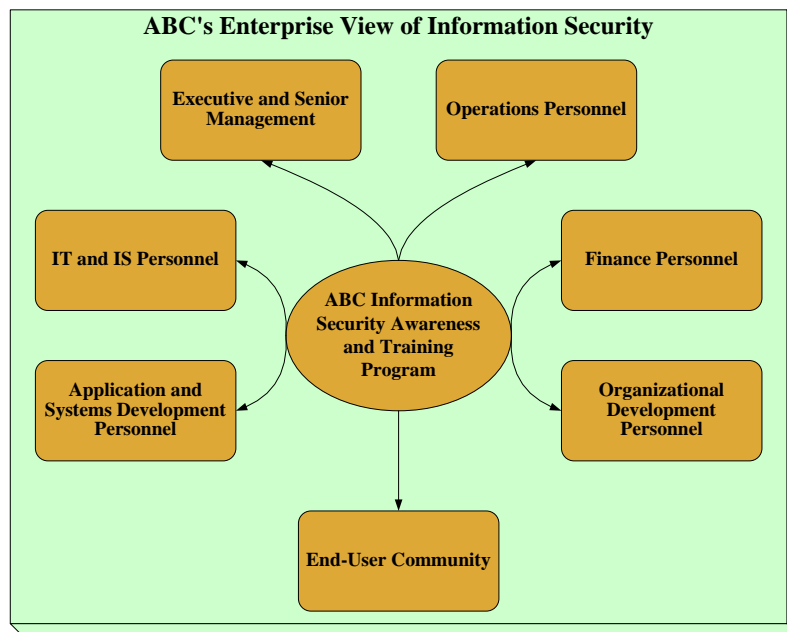 ABC's Enterprise View of Information Security
Executive and Senior
Management
Operations Personnel
IT and IS Personnel
Finance Personnel
ABC Information
Security Awareness
and Training
Program
Application and
Systems Development
Personnel
Organizational
Development
Personnel
End-User Community